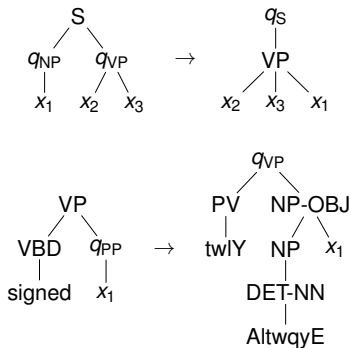 S qS
qNP qVP → VP
x1 x2 x3 x2 x3 x1
qVP
VP PV NP-OBJ
VBD qPP → twlY NP x1
signed x1 DET-NN
AltwqyE